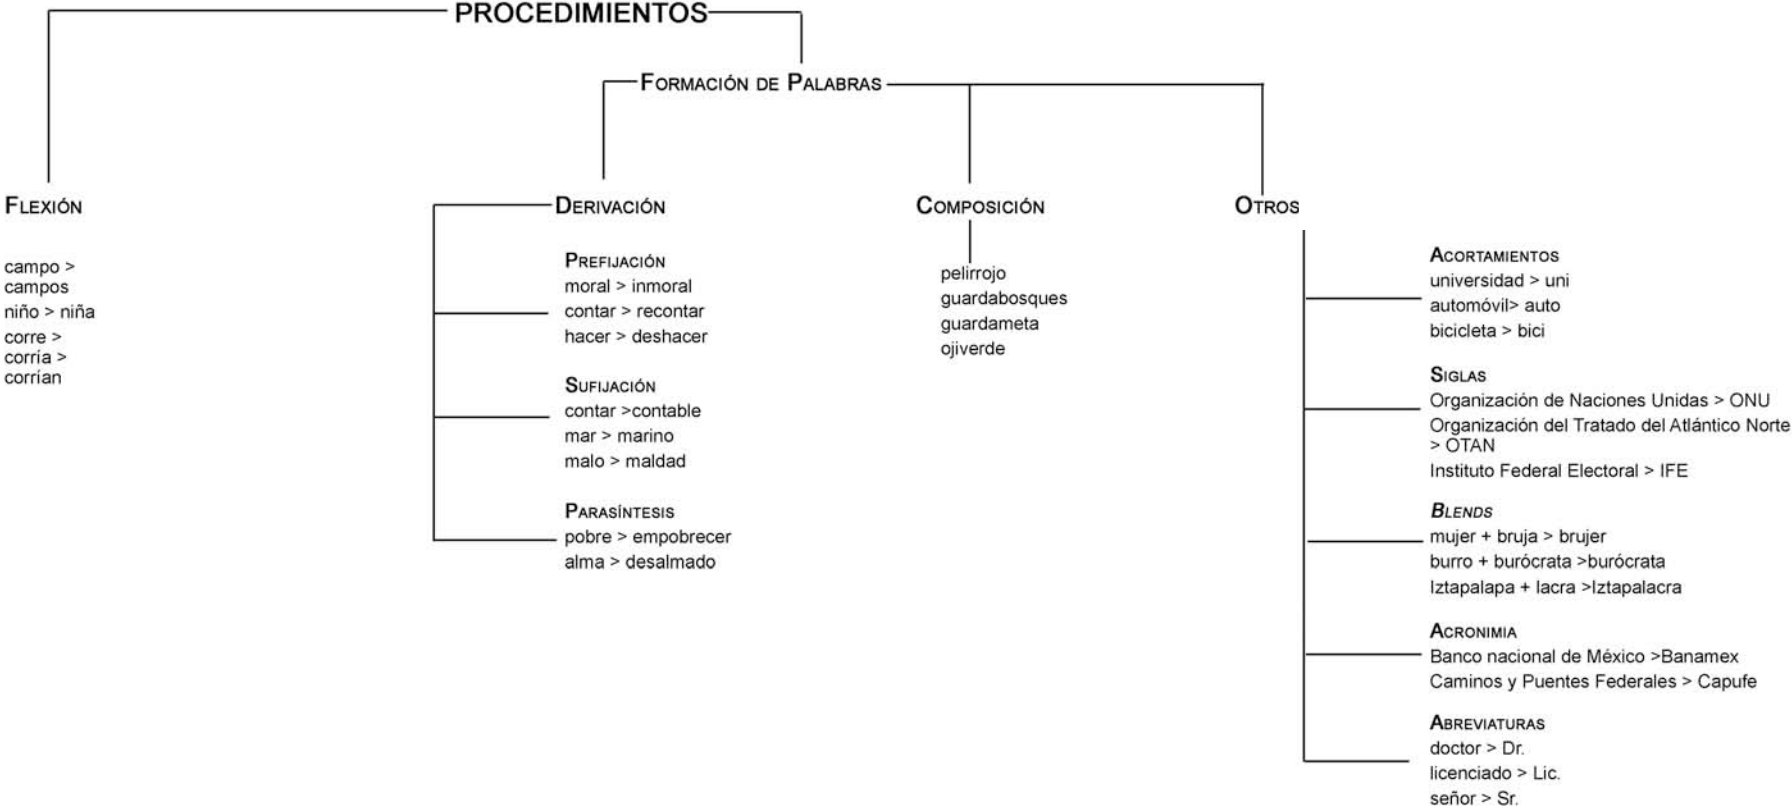 PROCEDIMIENTOS
FORMACIÓN DE PALABRAS
FLEXIÓN
campo >
campos
niño > niña
corre >
corría >
corrían
DERIVACIÓN
PREFIJACIÓN
moral > inmoral
contar > recontar
hacer > deshacer
SUFIJACIÓN
contar >contable
mar > marino
malo > maldad
PARASÍNTESIS
pobre > empobrecer
alma > desalmado
COMPOSICIÓN
pelirrojo
guardabosques
guardameta
ojiverde
OTROS
ACORTAMIENTOS
universidad > uni
automóvil> auto
bicicleta > bici
SIGLAS
Organización de Naciones Unidas > ONU
Organización del Tratado del Atlántico Norte
> OTAN
Instituto Federal Electoral > IFE
BLENDS
mujer + bruja > brujer
burro + burócrata >burócrata
Iztapalapa + lacra >Iztapalacra
ACRONIMIA
Banco nacional de México >Banamex
Caminos y Puentes Federales > Capufe
ABREVIATURAS
doctor > Dr.
licenciado > Lic.
señor > Sr.